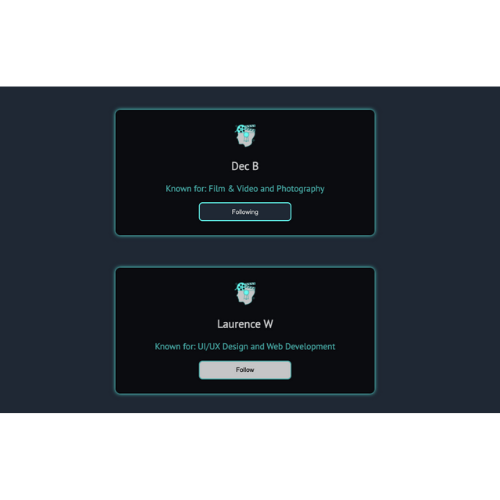 Dec B
Known for: Film & Video and Photography
Following
Laurence W
Known for: UI/UX Design and Web Development
Follow